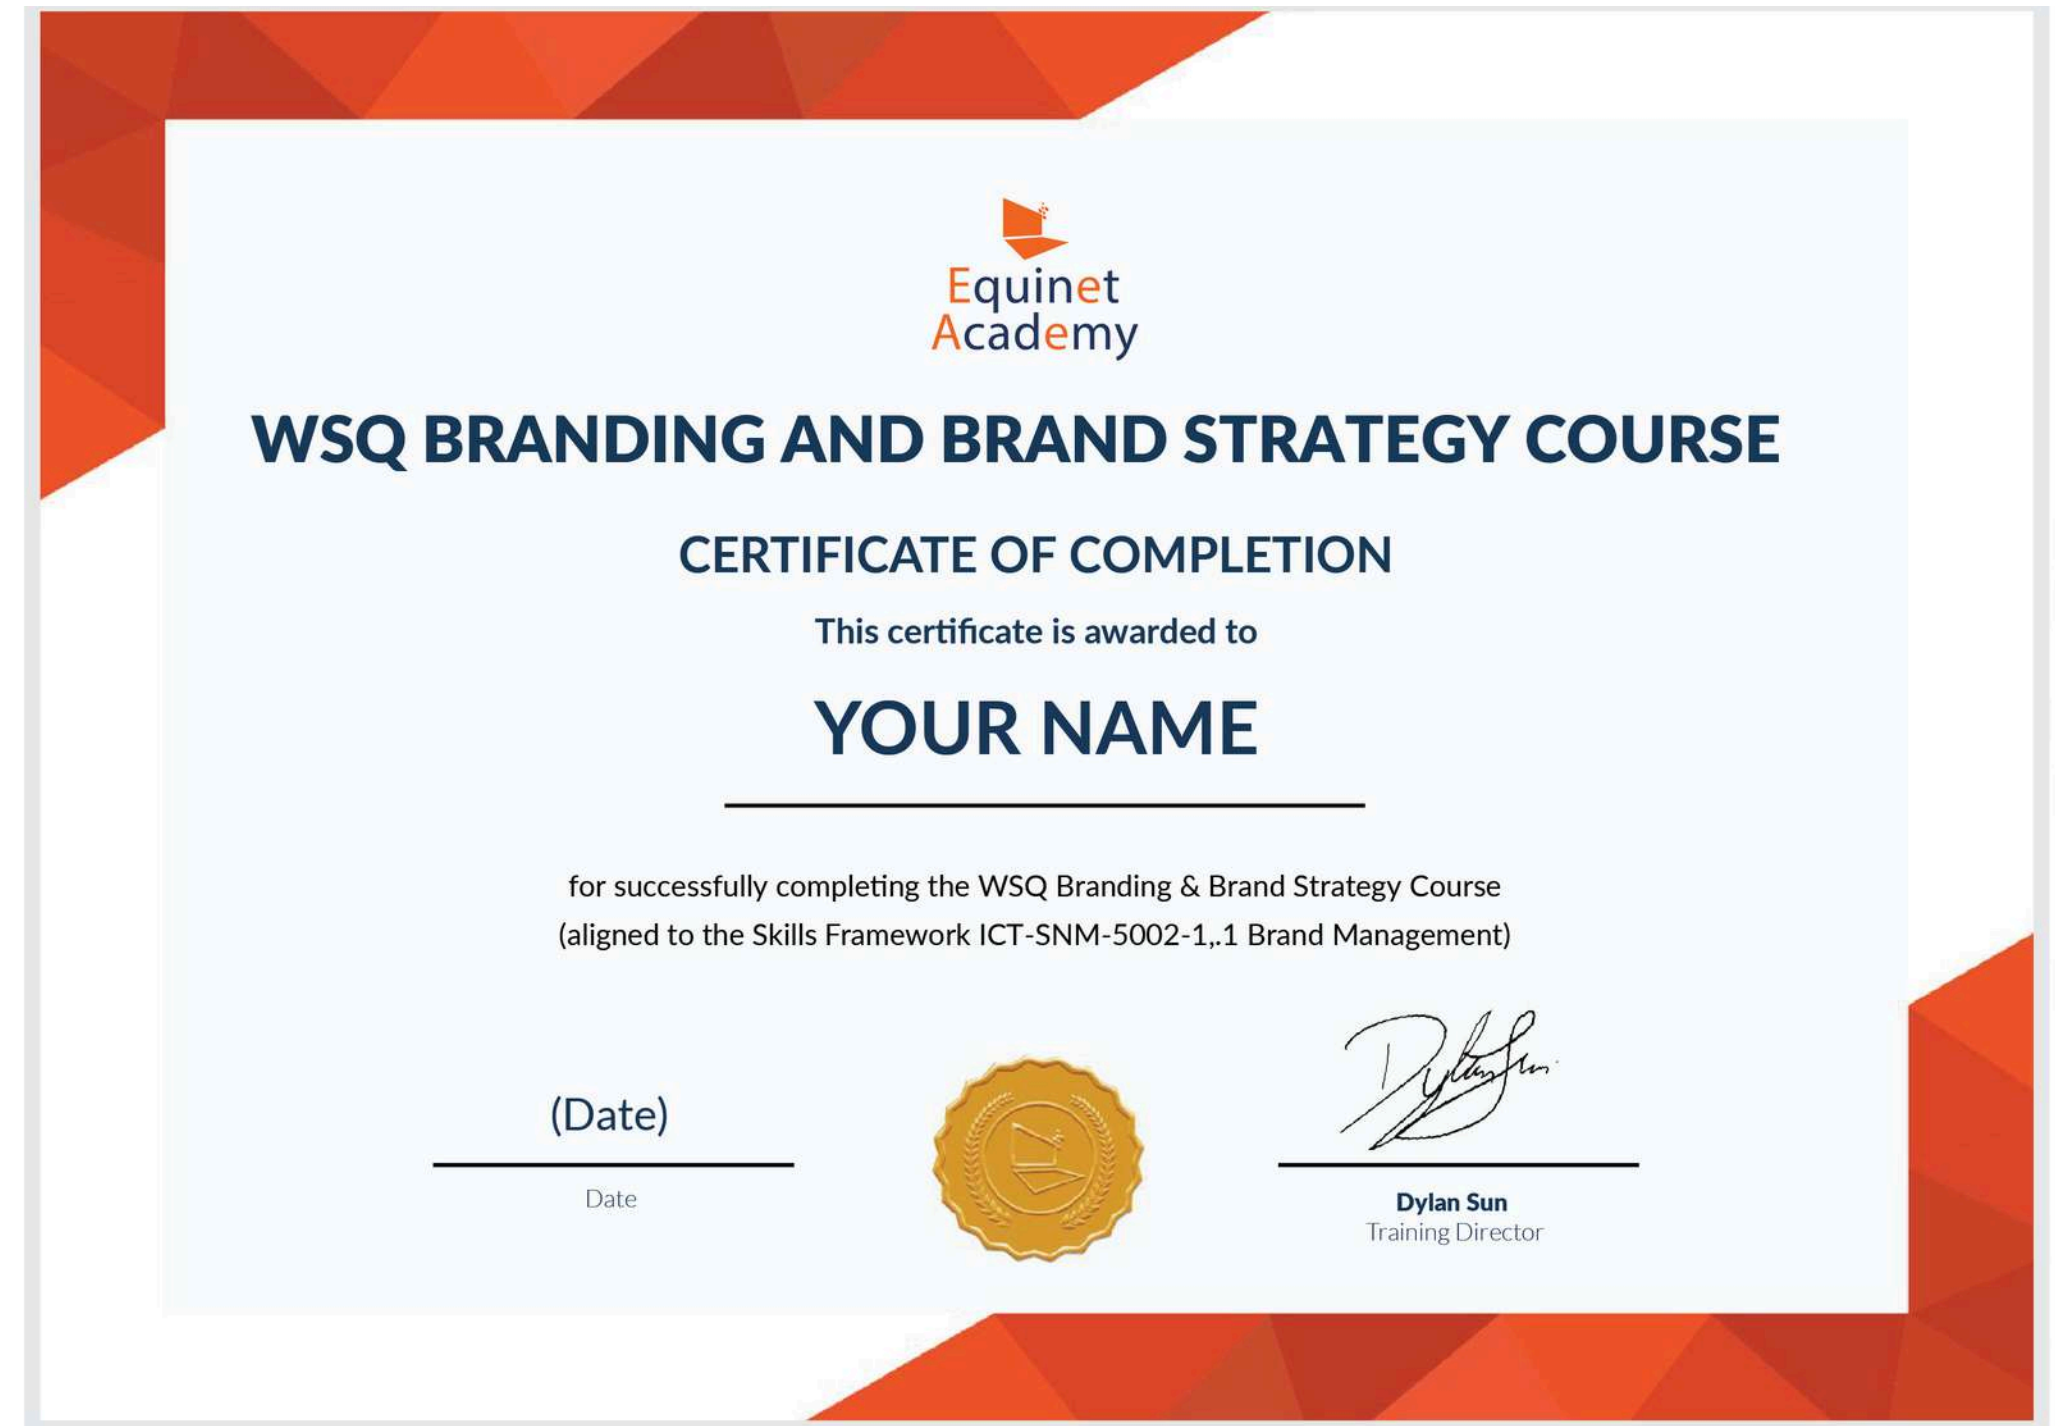 Equinet
Academy
WSQ BRANDING AND BRAND STRATEGY COURSE
CERTIFICATE OF COMPLETION
This certificate is awarded to
YOUR NAME
for successfully completing the WSQ Branding & Brand Strategy Course
(aligned to the Skills Framework ICT-SNM-5002-1,.1 Brand Management)
(Date)
Date
Dylan Sun
Dylan Sun
Training Director